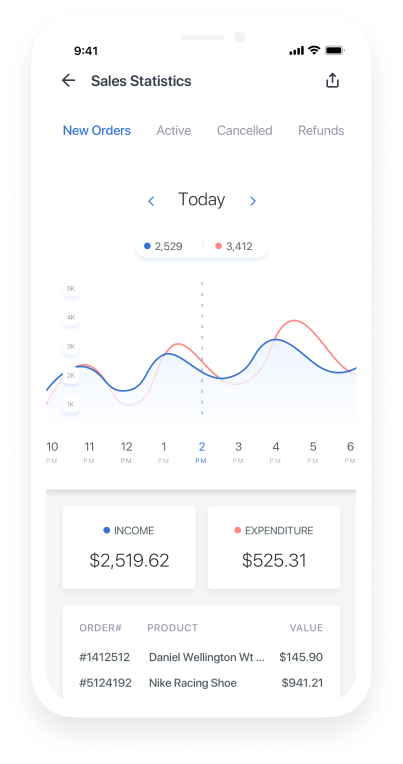 9:41
Sales Statistics
New Orders Active Cancelled Refunds
Today
2,529 3,412
5K
4K
3K
2K
1K
10 11 12 1 2 3 4 5 6
PM PM PM PM PM PM PM PM PM
INCOME EXPENDITURE
$2,519.62 $525.31
ORDER# PRODUCT VALUE
#1412512 Daniel Wellington Wt ... $145.90
#5124192 Nike Racing Shoe $941.21